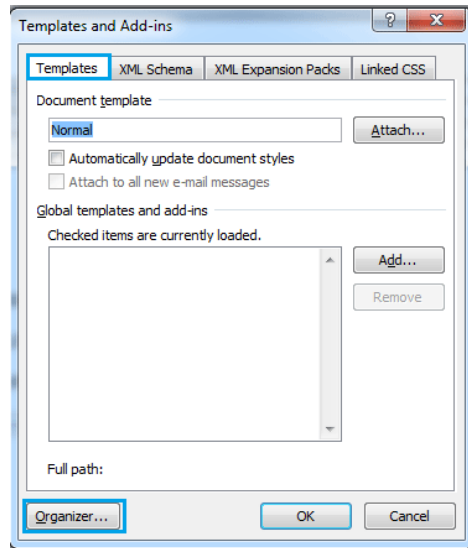 Templates and Add-ins
Templates XML Schema XML Expansion Packs Linked CSS
Document template
Normal Attach...
Automatically update document styles
Attach to all new e-mail messages
Global templates and add-ins
Checked items are currently loaded.
Add...
Remove
Full path:
Organizer... OK Cancel